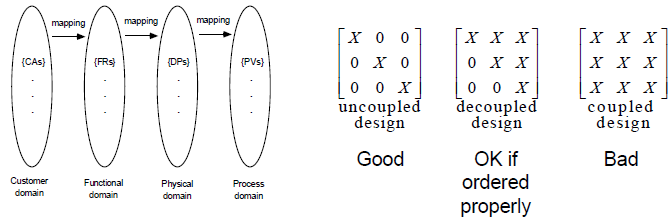 mapping mapping mapping
{CAs} {FRs} {DPs} {PVs}
. . . .
. . . .
. . . .
Customer domain
Functional domain
Physical domain
Process domain
X 0 0
0 X 0
0 0 X
uncoupled
design
Good
X X X
0 X X
0 0 X
decoupled
design
OK if
ordered
properly
X X X
X X X
X X X
coupled
design
Bad